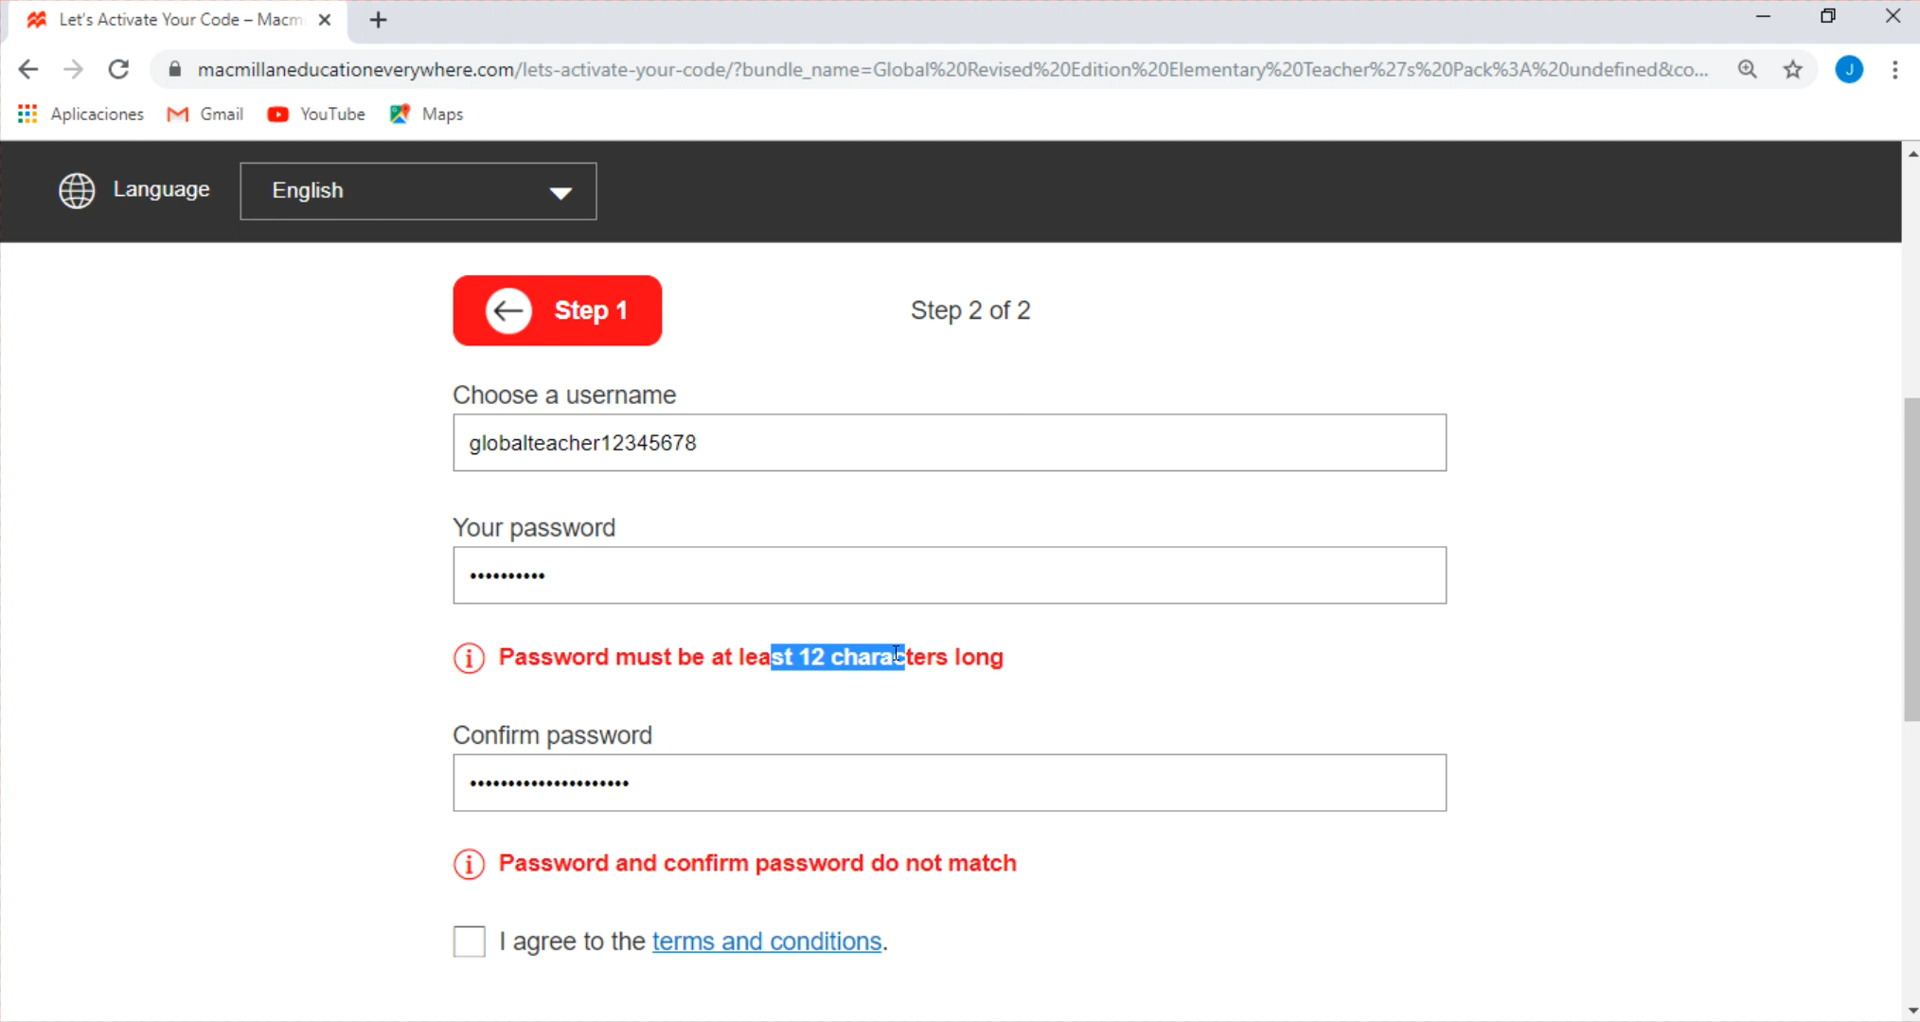 Let's Activate Your Code – Macm
macmillaneducationeverywhere.com/lets-activate-your-code/?bundle_name=Global%20Revised%20Edition%20Elementary%20Teacher%27s%20Pack%3A%20undefined&co...
J
Aplicaciones
Gmail
YouTube
Maps
Language
English
Step 1
Step 2 of 2
Choose a username
globalteacher12345678
Your password
••••••••••
Password must be at least 12 characters long
Confirm password
•••••••••••••••••••••
Password and confirm password do not match
I agree to the terms and conditions.